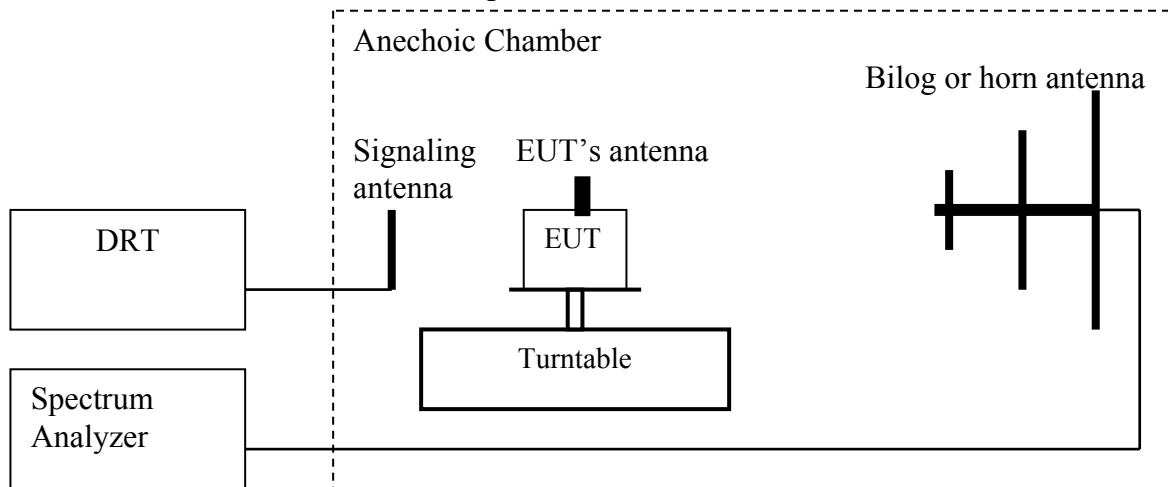 Anechoic Chamber
Bilog or horn antenna
Signaling
antenna
EUT’s antenna
DRT
EUT
Turntable
Spectrum
Analyzer